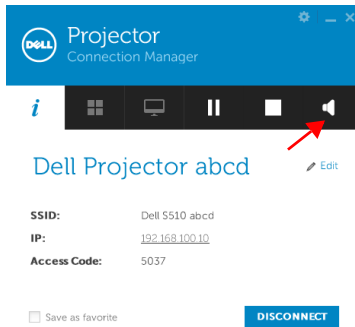 DELL
Projector
Connection Manager
i
Dell Projector abcd
Edit
SSID: Dell S510 abcd
IP: 192.168.100.10
Access Code: 5037
Save as favorite
DISCONNECT